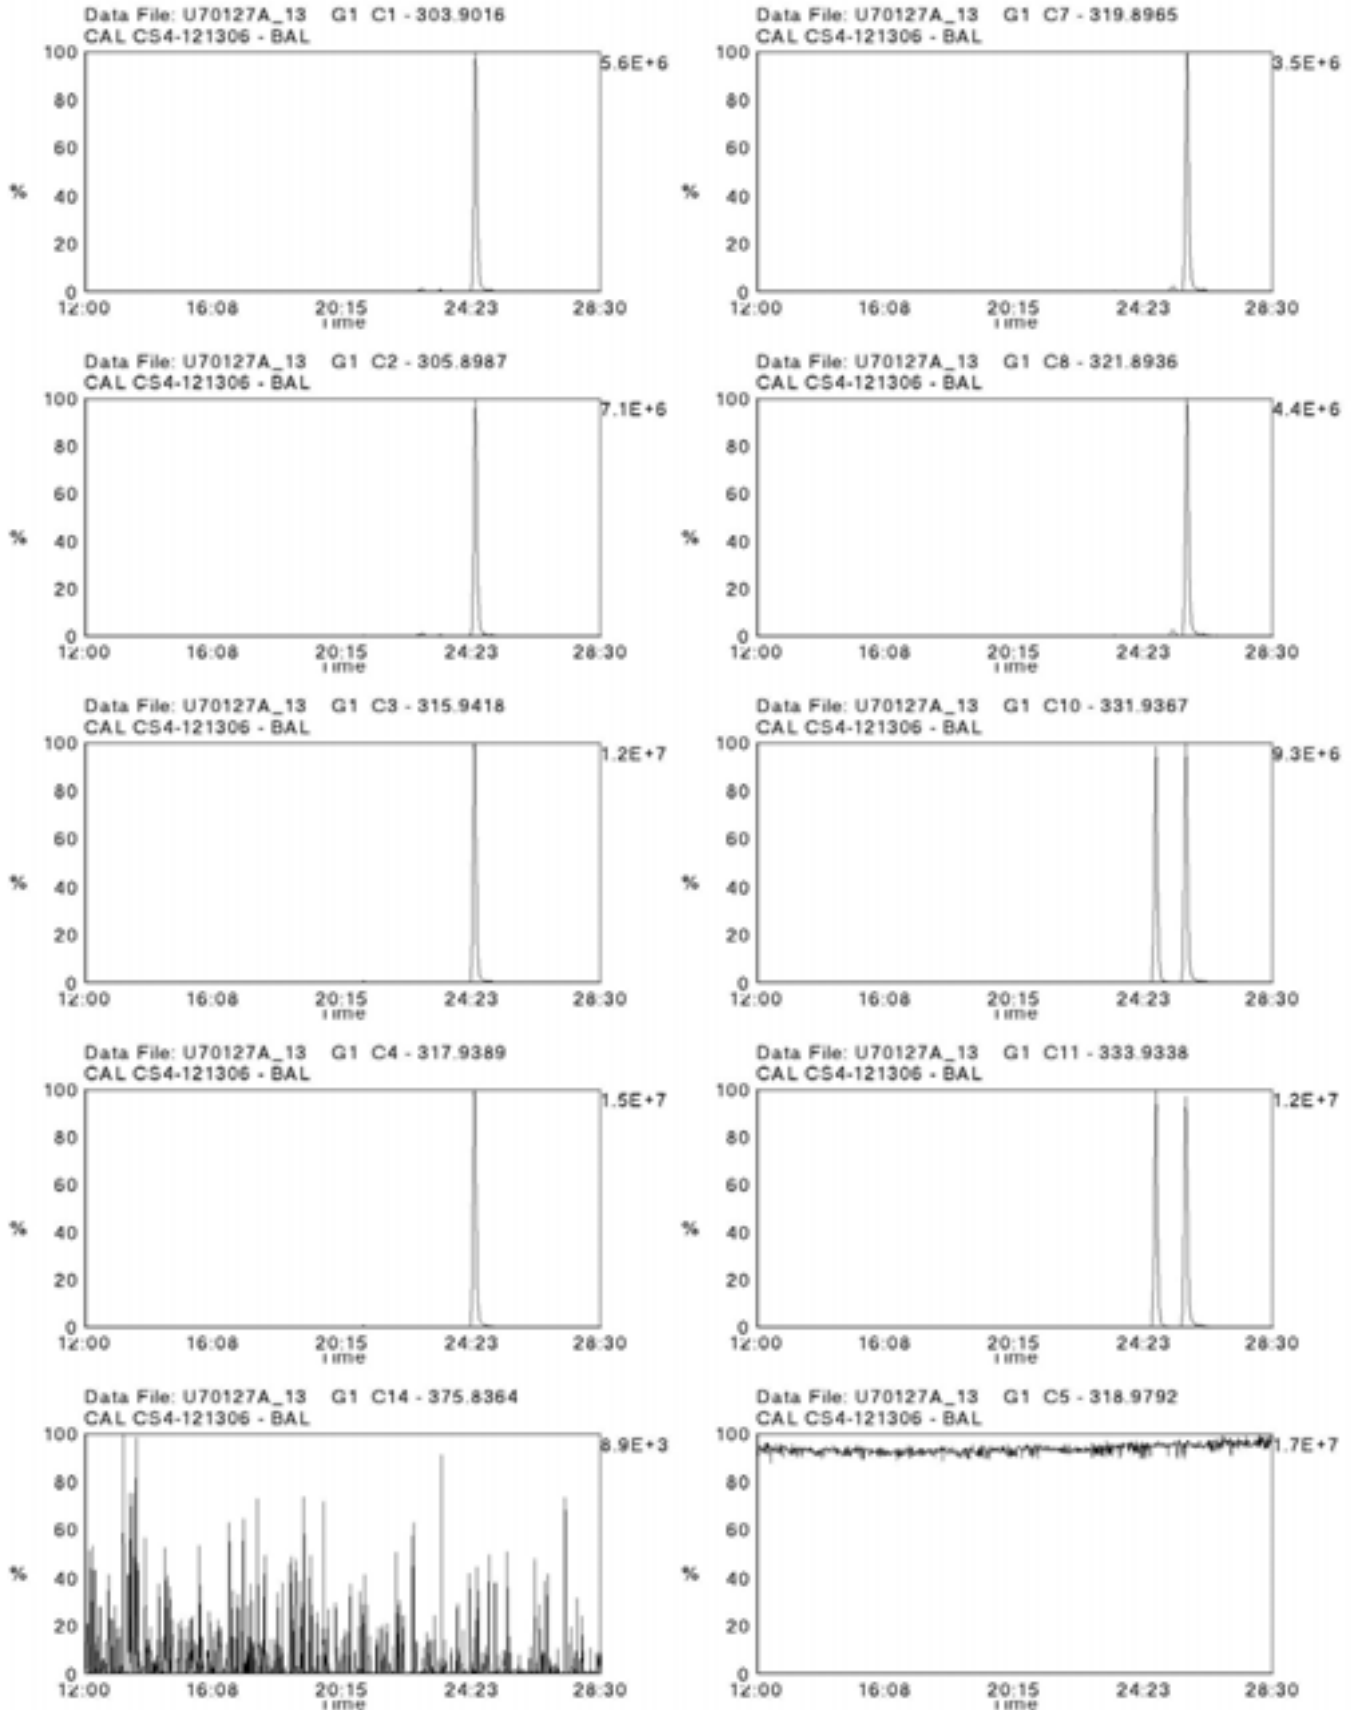 Data File: U70127A_13 G1 C1 - 303.9016
CAL CS4-121306 - BAL
100
5.6E+6
80
60
%
40
20
0
12:00 16:08 20:15 24:23 28:30
Time
Data File: U70127A_13 G1 C7 - 319.8965
CAL CS4-121306 - BAL
100
3.5E+6
80
60
%
40
20
0
12:00 16:08 20:15 24:23 28:30
Time
Data File: U70127A_13 G1 C2 - 305.8987
CAL CS4-121306 - BAL
100
7.1E+6
80
60
%
40
20
0
12:00 16:08 20:15 24:23 28:30
Time
Data File: U70127A_13 G1 C8 - 321.8936
CAL CS4-121306 - BAL
100
4.4E+6
80
60
%
40
20
0
12:00 16:08 20:15 24:23 28:30
Time
Data File: U70127A_13 G1 C3 - 315.9418
CAL CS4-121306 - BAL
100
1.2E+7
80
60
%
40
20
0
12:00 16:08 20:15 24:23 28:30
Time
Data File: U70127A_13 G1 C10 - 331.9367
CAL CS4-121306 - BAL
100
9.3E+6
80
60
%
40
20
0
12:00 16:08 20:15 24:23 28:30
Time
Data File: U70127A_13 G1 C4 - 317.9389
CAL CS4-121306 - BAL
100
1.5E+7
80
60
%
40
20
0
12:00 16:08 20:15 24:23 28:30
Time
Data File: U70127A_13 G1 C11 - 333.9338
CAL CS4-121306 - BAL
100
1.2E+7
80
60
%
40
20
0
12:00 16:08 20:15 24:23 28:30
Time
Data File: U70127A_13 G1 C14 - 375.8364
CAL CS4-121306 - BAL
100
8.9E+3
80
60
%
40
20
0
12:00 16:08 20:15 24:23 28:30
Time
Data File: U70127A_13 G1 C5 - 318.9792
CAL CS4-121306 - BAL
100
1.7E+7
80
60
%
40
20
0
12:00 16:08 20:15 24:23 28:30
Time